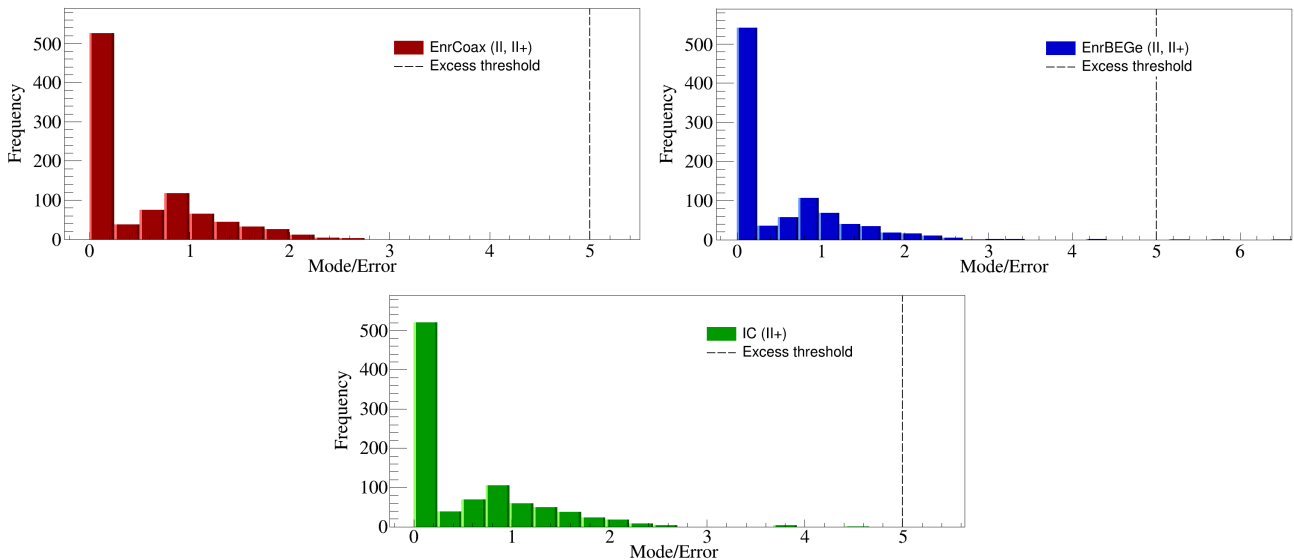 EnrCoax (II, II+)
Excess threshold
Frequency
500
400
300
200
100
0
0 1 2 3 4 5
Mode/Error
EnrBEGe (II, II+)
Excess threshold
Frequency
500
400
300
200
100
0
0 1 2 3 4 5 6
Mode/Error
IC (II+)
Excess threshold
Frequency
500
400
300
200
100
0
0 1 2 3 4 5
Mode/Error